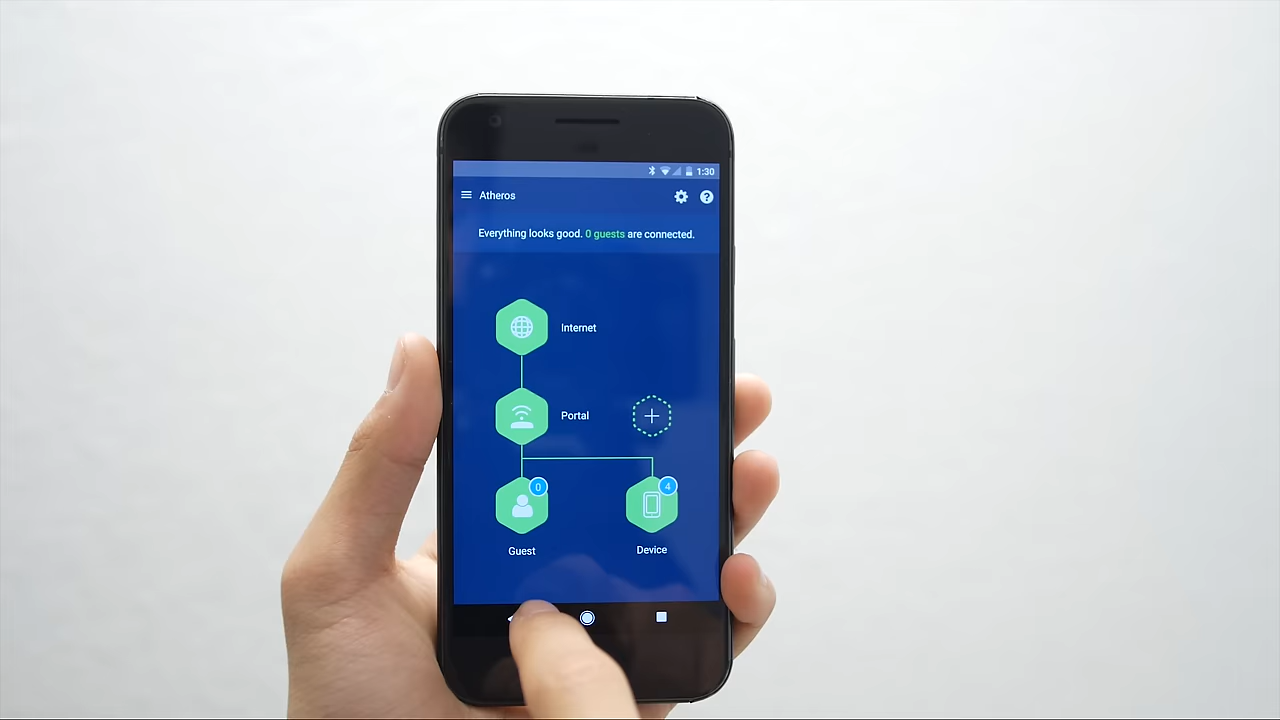 1:30
Atheros
?
Everything looks good. 0 guests are connected.
Internet
Portal
+
0
4
Guest
Device